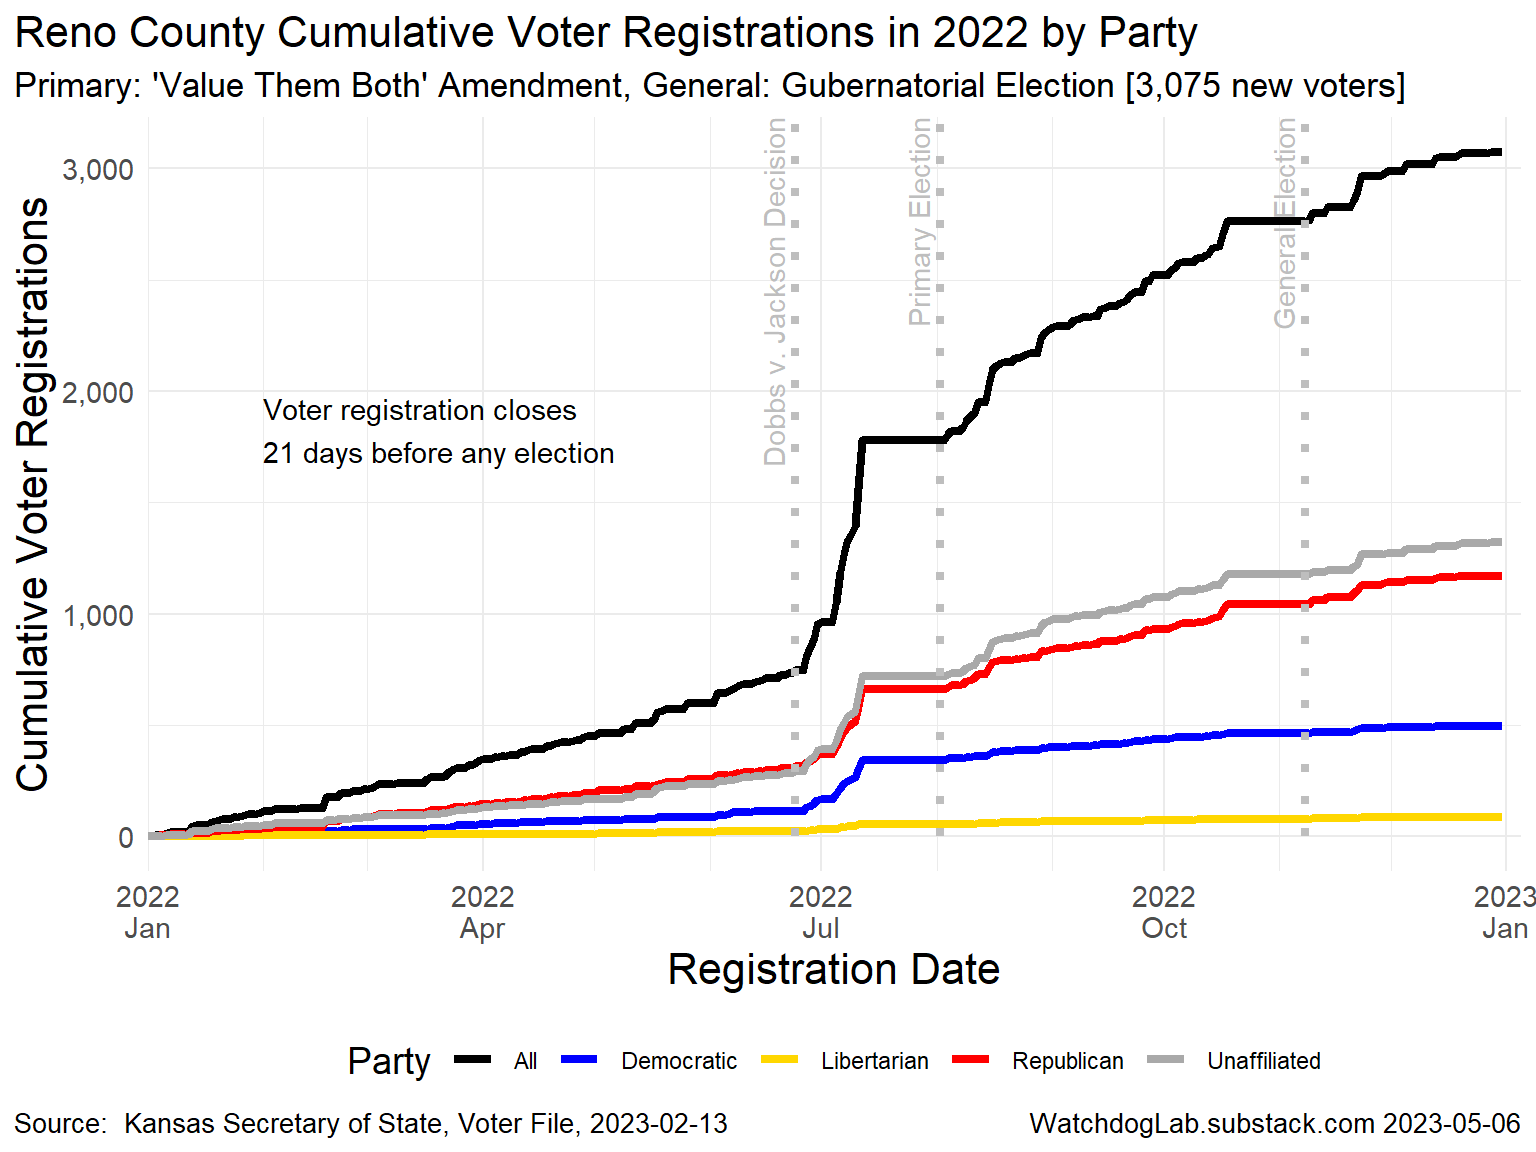 Reno County Cumulative Voter Registrations in 2022 by Party
Primary: 'Value Them Both' Amendment, General: Gubernatorial Election [3,075 new voters]
Cumulative Voter Registrations
3,000
2,000
1,000
0
Voter registration closes
21 days before any election
Dobbs v. Jackson Decision
Primary Election
General Election
2022
Jan
2022
Apr
2022
Jul
2022
Oct
2023
Jan
Registration Date
Party All Democratic Libertarian Republican Unaffiliated
Source:  Kansas Secretary of State, Voter File, 2023-02-13
WatchdogLab.substack.com 2023-05-06